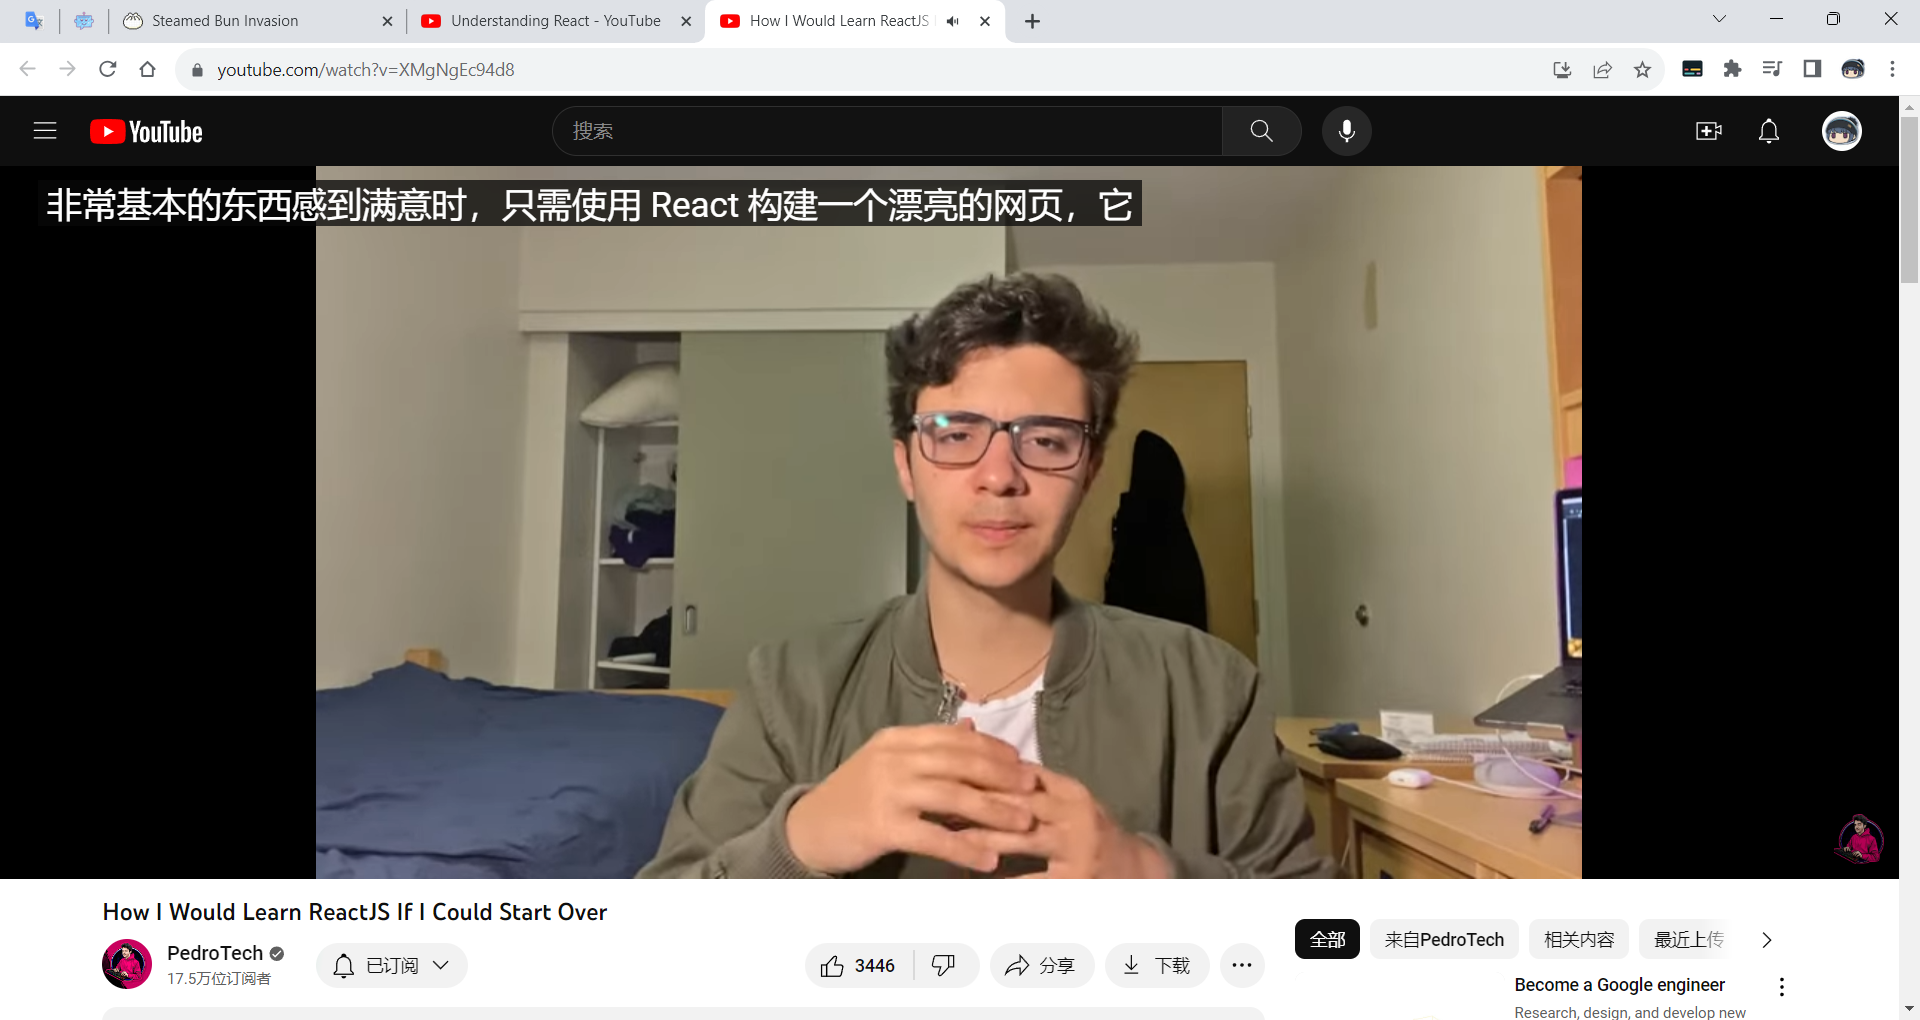 Steamed Bun Invasion
Understanding React - YouTube
How I Would Learn ReactJS
youtube.com/watch?v=XMgNgEc94d8
YouTube
搜索
非常基本的东西感到满意时，只需使用 React 构建一个漂亮的网页，它
How I Would Learn ReactJS If I Could Start Over
PedroTech
17.5万位订阅者
已订阅
3446
分享
下载
全部
来自PedroTech
相关内容
最近上传
Become a Google engineer
Research, design, and develop new